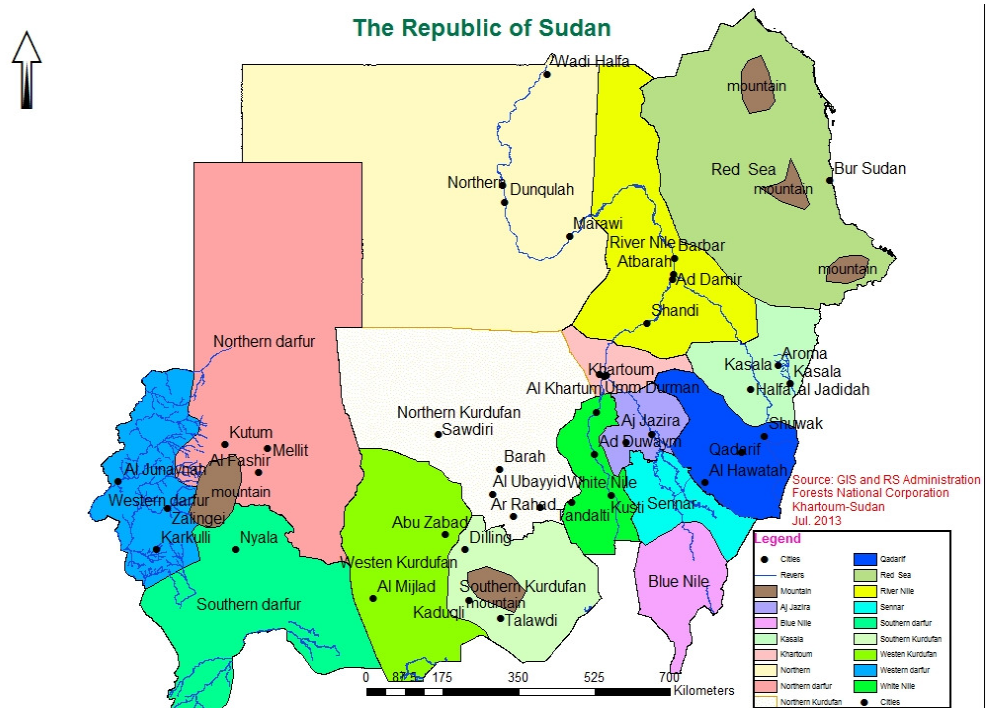 The Republic of Sudan
Wadi Halfa
mountain
Red Sea
mountain
Bur Sudan
Northern
Dunqulah
Marawi
River Nile
Barbar
Atbarah
mountain
Ad Damir
Shandi
Northern darfur
Aroma
Kasala
Khartoum
Kasala
Al Khartum
Umm Durman
Halfa al Jadidah
Northern Kurdufan
Sawdiri
Aj Jazira
Shuwak
Kutum
Ad Duwaym
Mellit
Qadarif
Barah
Al Fashir
Al Junaynah
Al Hawatah
Al Ubayyid
White Nile
mountain
Western darfur
Ar Rahad
Kusti
Sennar
Tandalti
Zalingei
Abu Zabad
Karkulli
Nyala
Dilling
Westen Kurdufan
Blue Nile
Al Mijlad
Southern Kurdufan
Southern darfur
mountain
Kaduqli
Talawdi
Source: GIS and RS Administration
Forests National Corporation
Khartoum-Sudan
Jul. 2013
Legend
Cities
Revers
Mountain
Aj Jazira
Blue Nile
Kasala
Khartoum
Northern
Northern darfur
Northern Kurdufan
Qadarif
Red Sea
River Nile
Sennar
Southern darfur
Southern Kurdufan
Westen Kurdufan
Western darfur
White Nile
Cities
0 87.5 175 350 525 700
Kilometers